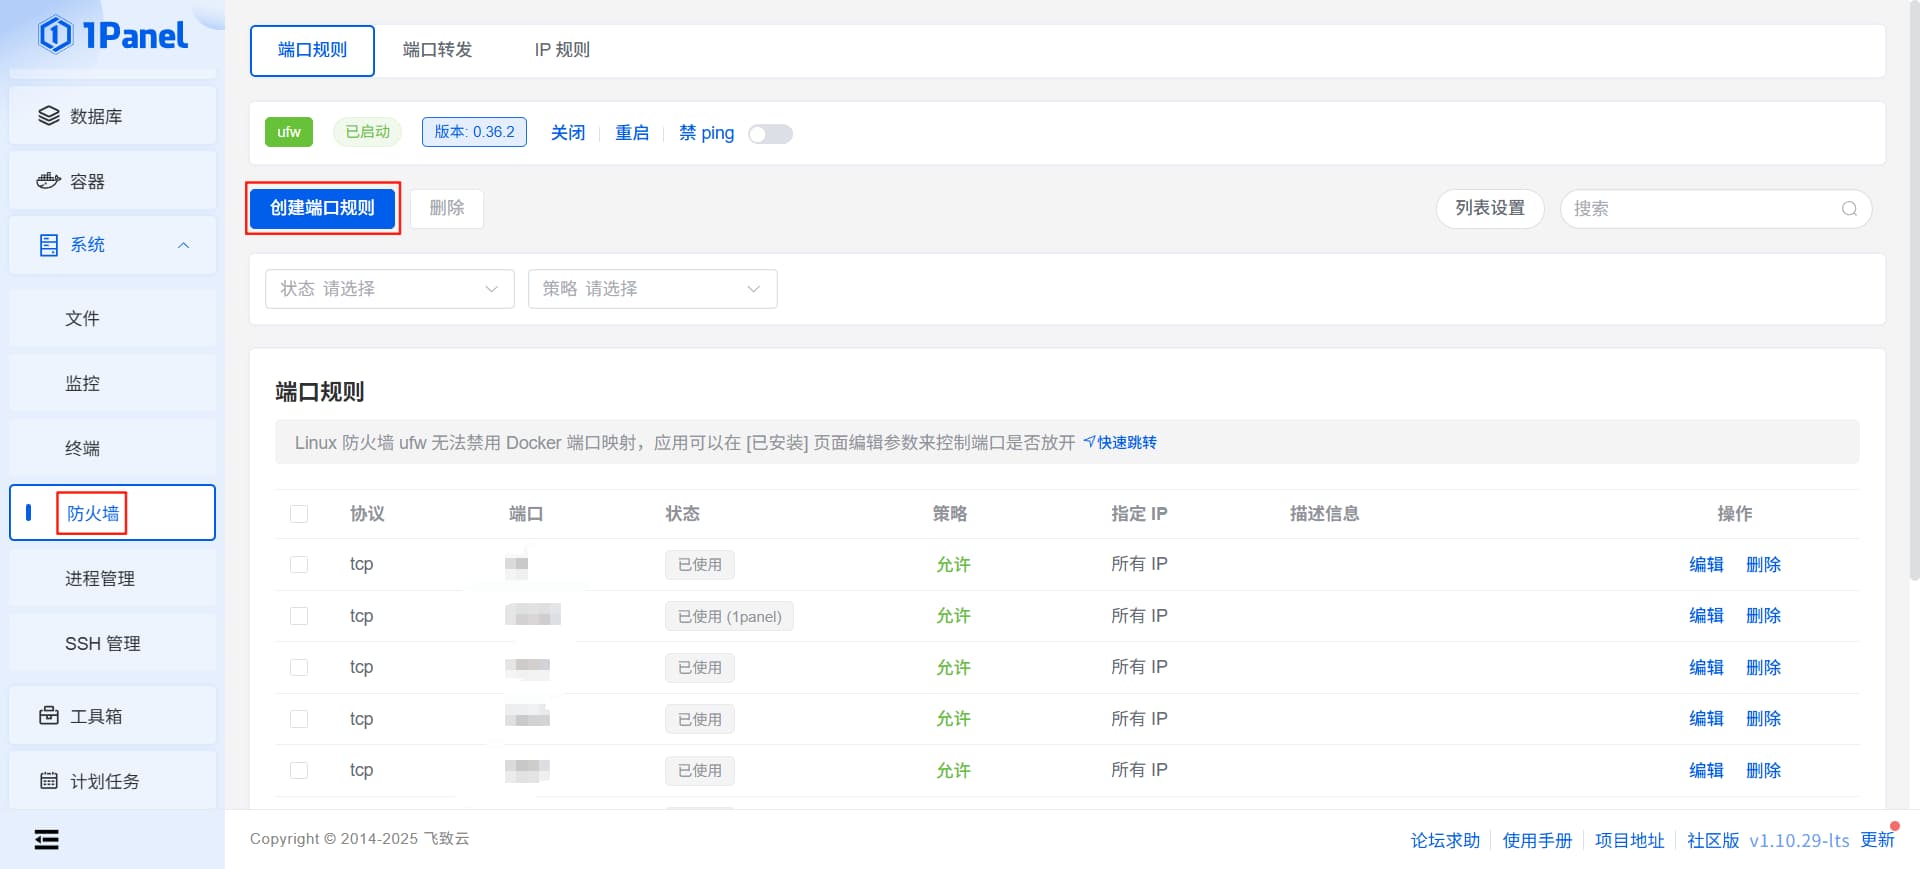 1Panel
数据库
容器
系统
文件
监控
终端
防火墙
进程管理
SSH 管理
工具箱
计划任务
端口规则
端口转发
IP 规则
ufw
已启动
版本: 0.36.2
关闭
重启
禁 ping
创建端口规则
删除
列表设置
搜索
状态 请选择
策略 请选择
端口规则
Linux 防火墙 ufw 无法禁用 Docker 端口映射，应用可以在 [已安装] 页面编辑参数来控制端口是否放开 快速跳转
协议 端口 状态 策略 指定 IP 描述信息 操作
tcp 已使用 允许 所有 IP 编辑 删除
tcp 已使用 (1panel) 允许 所有 IP 编辑 删除
tcp 已使用 允许 所有 IP 编辑 删除
tcp 已使用 允许 所有 IP 编辑 删除
tcp 已使用 允许 所有 IP 编辑 删除
Copyright © 2014-2025 飞致云
论坛求助 使用手册 项目地址 社区版 v1.10.29-lts 更新